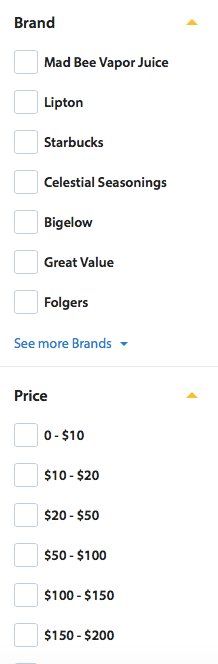 Brand
Mad Bee Vapor Juice
Lipton
Starbucks
Celestial Seasonings
Bigelow
Great Value
Folgers
See more Brands
Price
0 - $10
$10 - $20
$20 - $50
$50 - $100
$100 - $150
$150 - $200